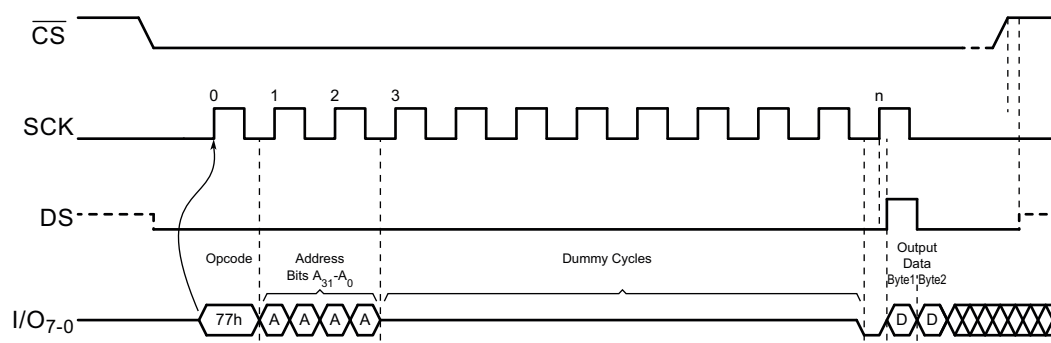 CS
0 1 2 3 n
SCK
DS
Opcode
Address
Bits A31-A0
Dummy Cycles
Output
Data
Byte1 Byte2
I/O7-0
77h A A A A D D